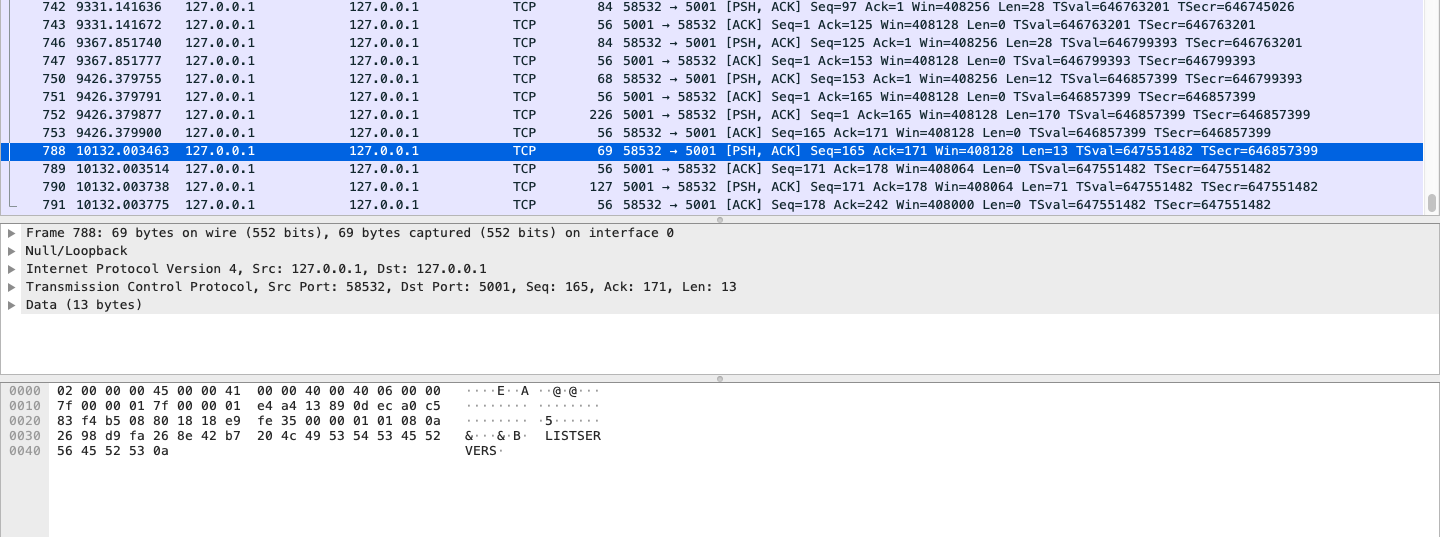 742 9331.141636 127.0.0.1 127.0.0.1 TCP 84 58532 → 5001 [PSH, ACK] Seq=97 Ack=1 Win=408256 Len=28 TSval=646763201 TSecr=646745026
743 9331.141672 127.0.0.1 127.0.0.1 TCP 56 5001 → 58532 [ACK] Seq=1 Ack=125 Win=408128 Len=0 TSval=646763201 TSecr=646763201
746 9367.851740 127.0.0.1 127.0.0.1 TCP 84 58532 → 5001 [PSH, ACK] Seq=125 Ack=1 Win=408256 Len=28 TSval=646799393 TSecr=646763201
747 9367.851777 127.0.0.1 127.0.0.1 TCP 56 5001 → 58532 [ACK] Seq=1 Ack=153 Win=408128 Len=0 TSval=646799393 TSecr=646799393
750 9426.379755 127.0.0.1 127.0.0.1 TCP 68 58532 → 5001 [PSH, ACK] Seq=153 Ack=1 Win=408256 Len=12 TSval=646857399 TSecr=646799393
751 9426.379791 127.0.0.1 127.0.0.1 TCP 56 5001 → 58532 [ACK] Seq=1 Ack=165 Win=408128 Len=0 TSval=646857399 TSecr=646857399
752 9426.379877 127.0.0.1 127.0.0.1 TCP 226 5001 → 58532 [PSH, ACK] Seq=1 Ack=165 Win=408128 Len=170 TSval=646857399 TSecr=646857399
753 9426.379900 127.0.0.1 127.0.0.1 TCP 56 58532 → 5001 [ACK] Seq=165 Ack=171 Win=408128 Len=0 TSval=646857399 TSecr=646857399
788 10132.003463 127.0.0.1 127.0.0.1 TCP 69 58532 → 5001 [PSH, ACK] Seq=165 Ack=171 Win=408128 Len=13 TSval=647551482 TSecr=646857399
789 10132.003514 127.0.0.1 127.0.0.1 TCP 56 5001 → 58532 [ACK] Seq=171 Ack=178 Win=408064 Len=0 TSval=647551482 TSecr=647551482
790 10132.003738 127.0.0.1 127.0.0.1 TCP 127 5001 → 58532 [PSH, ACK] Seq=171 Ack=178 Win=408064 Len=71 TSval=647551482 TSecr=647551482
791 10132.003775 127.0.0.1 127.0.0.1 TCP 56 58532 → 5001 [ACK] Seq=178 Ack=242 Win=408000 Len=0 TSval=647551482 TSecr=647551482
Frame 788: 69 bytes on wire (552 bits), 69 bytes captured (552 bits) on interface 0
Null/Loopback
Internet Protocol Version 4, Src: 127.0.0.1, Dst: 127.0.0.1
Transmission Control Protocol, Src Port: 58532, Dst Port: 5001, Seq: 165, Ack: 171, Len: 13
Data (13 bytes)
0000 02 00 00 00 45 00 00 41 00 00 40 00 40 06 00 00 ····E··A ··@·@···
0010 7f 00 00 01 7f 00 00 01 e4 a4 13 89 0d ec a0 c5 ········ ········
0020 83 f4 b5 08 80 18 18 e9 fe 35 00 00 01 01 08 0a ········ ·5······
0030 26 98 d9 fa 26 8e 42 b7 20 4c 49 53 54 53 45 52 &···&·B· LISTSER
0040 56 45 52 53 0a VERS·